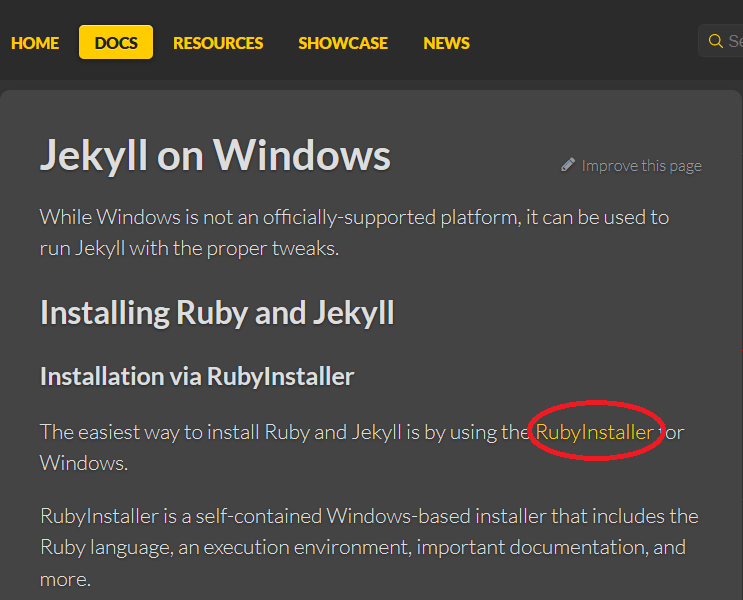 HOME DOCS RESOURCES SHOWCASE NEWS
Jekyll on Windows
Improve this page
While Windows is not an officially-supported platform, it can be used to
run Jekyll with the proper tweaks.
Installing Ruby and Jekyll
Installation via RubyInstaller
The easiest way to install Ruby and Jekyll is by using the RubyInstaller for
Windows.
RubyInstaller is a self-contained Windows-based installer that includes the
Ruby language, an execution environment, important documentation, and
more.